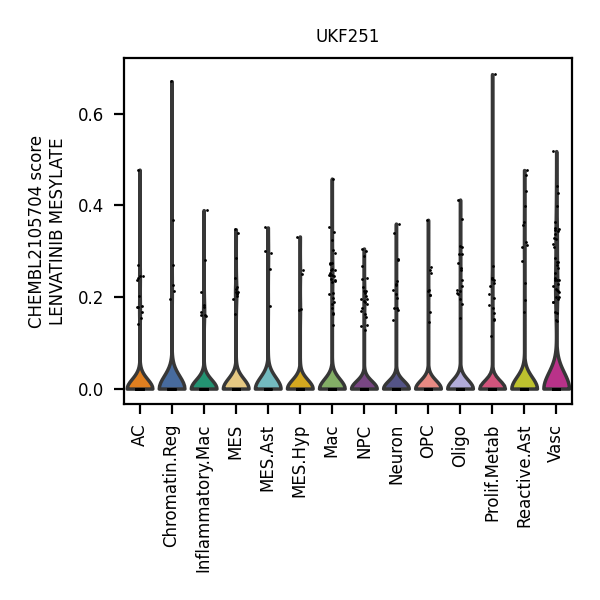 UKF251
CHEMBL2105704 score
LENVATINIB MESYLATE
0.6
0.4
0.2
0.0
AC
Chromatin.Reg
Inflammatory.Mac
MES
MES.Ast
MES.Hyp
Mac
NPC
Neuron
OPC
Oligo
Prolif.Metab
Reactive.Ast
Vasc